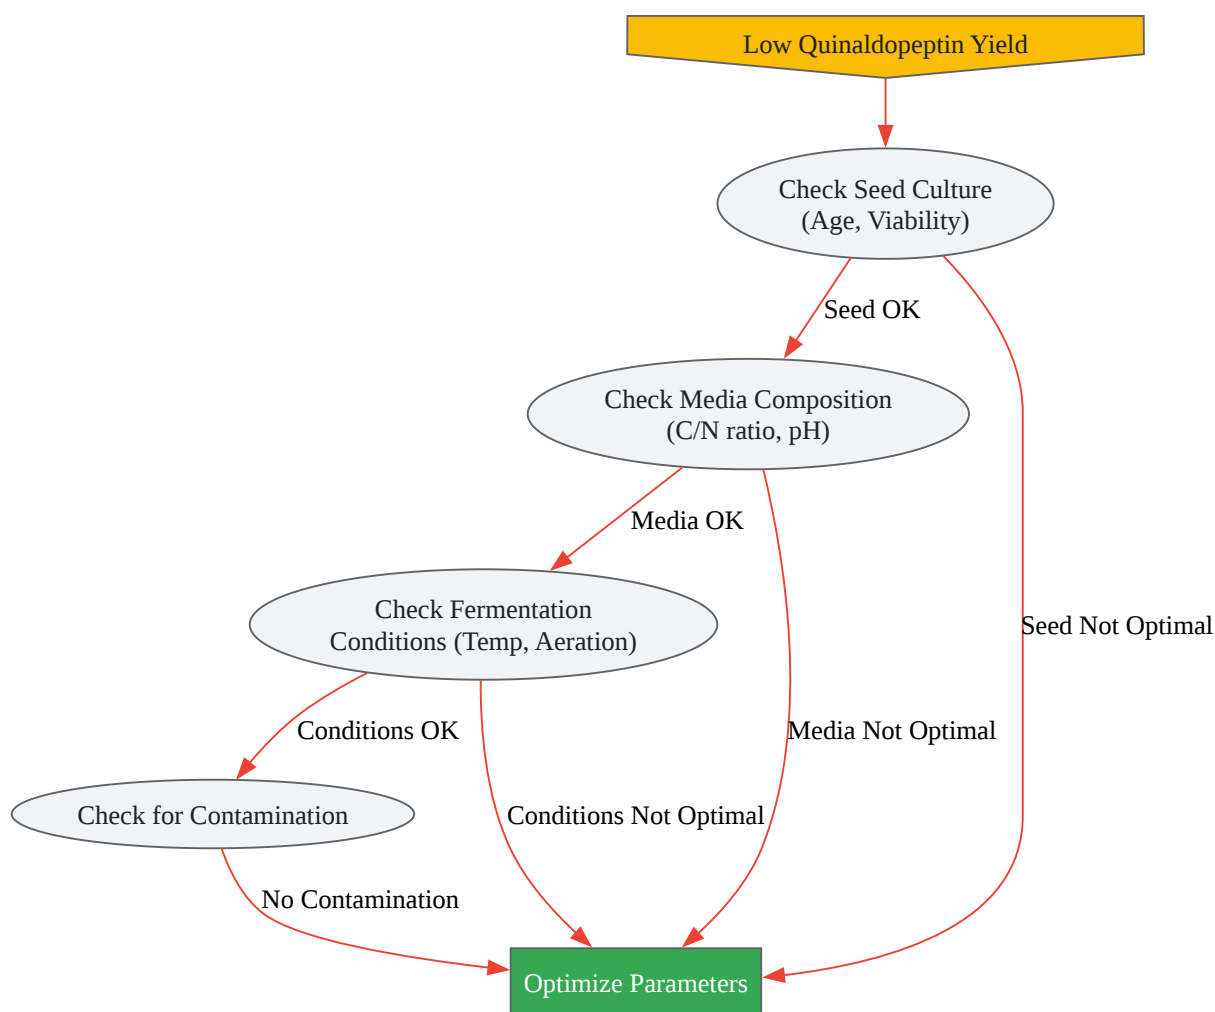 Low Quinaldopeptin Yield
Check Seed Culture
(Age, Viability)
Seed OK
Check Media Composition
(C/N ratio, pH)
Media OK
Check Fermentation
Conditions (Temp, Aeration)
Seed Not Optimal
Conditions OK
Media Not Optimal
Check for Contamination
Conditions Not Optimal
No Contamination
Optimize Parameters